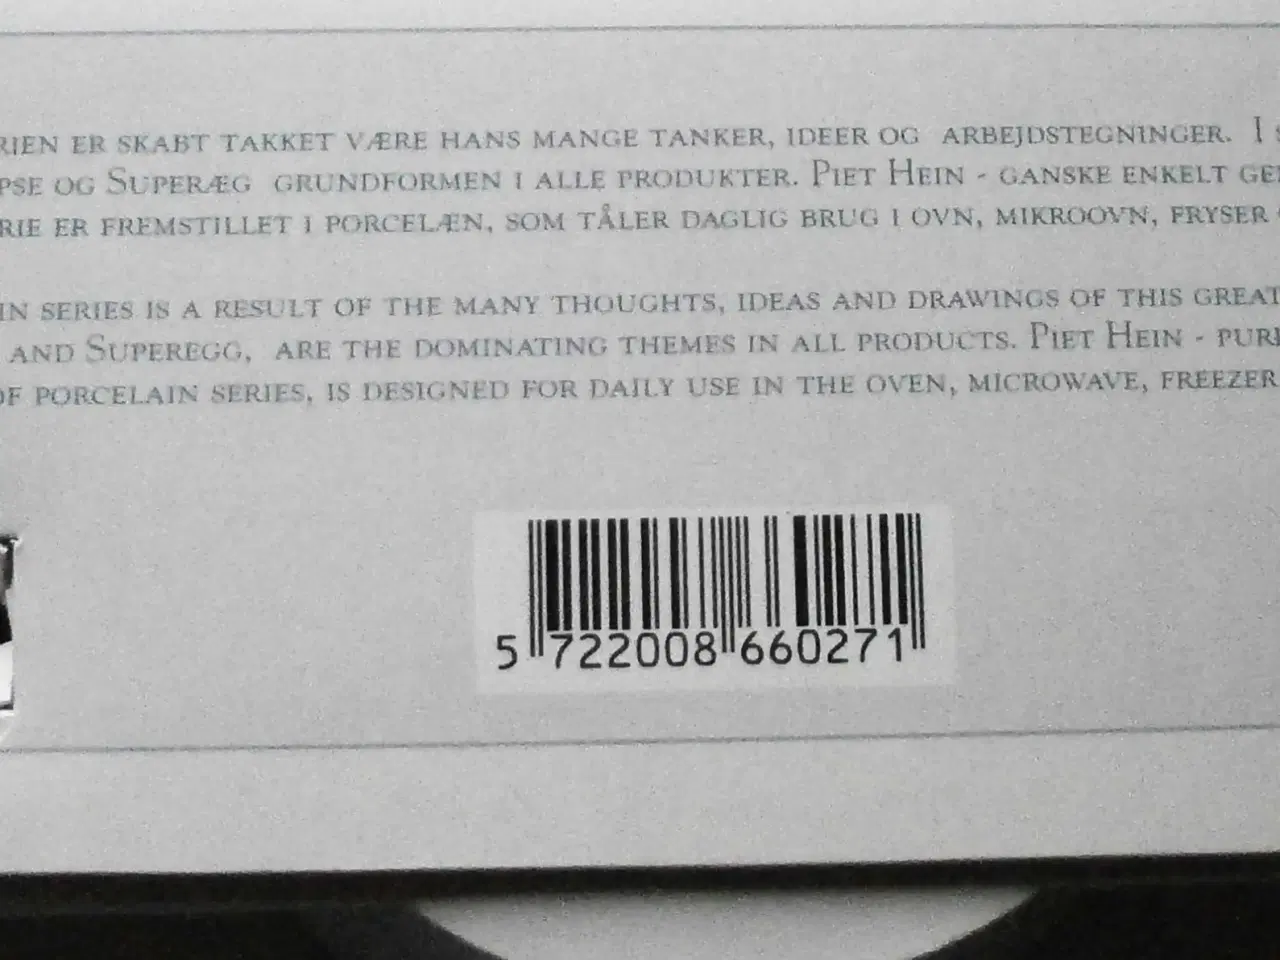 RIEN ER SKABT TAKKET VÆRE HANS MANGE TANKER, IDEER OG ARBEJDSTEGNINGER. I
PSE OG SUPERÆG GRUNDFORMEN I ALLE PRODUKTER. PIET HEIN - GANSKE ENKELT GE
RIE ER FREMSTILLET I PORCELÆN, SOM TÅLER DAGLIG BRUG I OVN, MIKROOVN, FRYSER
IN SERIES IS A RESULT OF THE MANY THOUGHTS, IDEAS AND DRAWINGS OF THIS GREAT
AND SUPEREGG, ARE THE DOMINATING THEMES IN ALL PRODUCTS. PIET HEIN - PUR
OF PORCELAIN SERIES, IS DESIGNED FOR DAILY USE IN THE OVEN, MICROWAVE, FREEZER
5 722008 660271